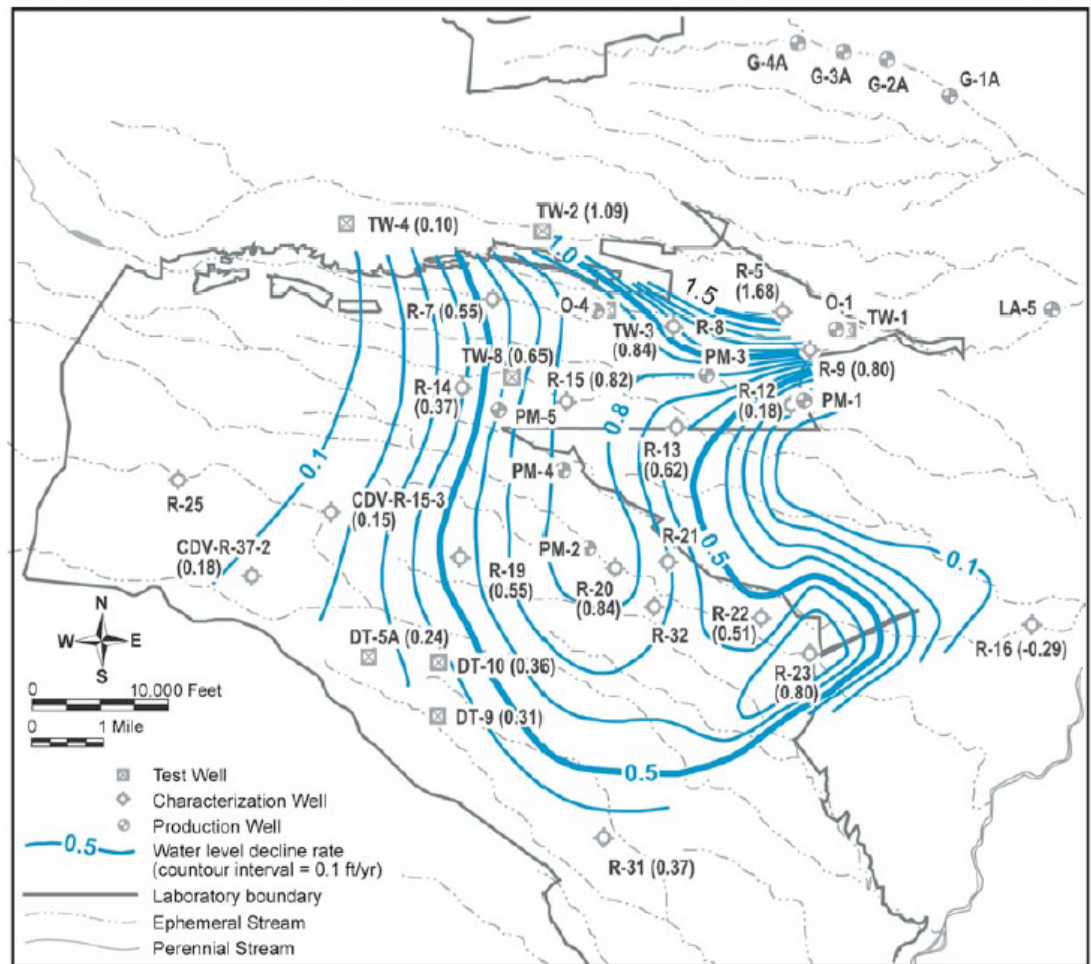 G-4A
G-3A
G-2A
G-1A
TW-4 (0.10)
TW-2 (1.09)
1.0
R-5
(1.68)
1.5
O-1
TW-1
LA-5
R-7 (0.55)
O-4
TW-3
(0.84)
R-8
PM-3
R-9 (0.80)
TW-8 (0.65)
R-14
(0.37)
R-15 (0.82)
R-12
(0.18)
PM-1
PM-5
0.8
R-13
(0.62)
0.1
PM-4
R-25
CDV-R-15-3
(0.15)
R-21
CDV-R-37-2
(0.18)
PM-2
0.5
0.1
R-19
(0.55)
R-20
(0.84)
R-22
(0.51)
R-32
N
W E
S
DT-5A (0.24)
DT-10 (0.36)
R-23
(0.80)
R-16 (-0.29)
0 10,000 Feet
0 1 Mile
DT-9 (0.31)
0.5
Test Well
Characterization Well
Production Well
0.5 Water level decline rate
(countour interval = 0.1 ft/yr)
R-31 (0.37)
Laboratory boundary
Ephemeral Stream
Perennial Stream